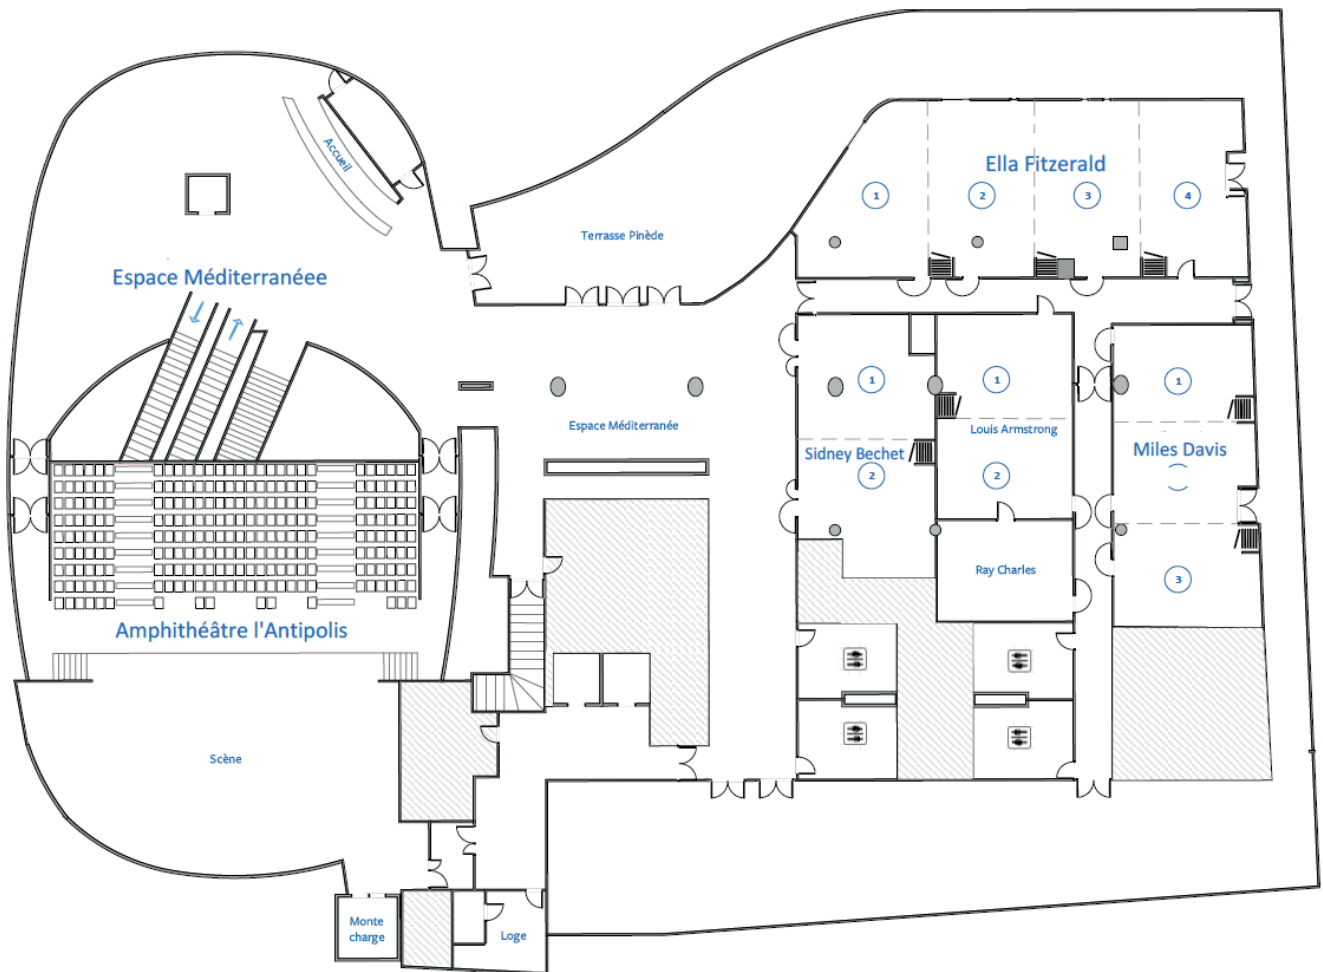 Accueil
Ella Fitzerald
1
2
3
4
Terrasse Pinède
Espace Méditerranéee
1
1
1
Espace Méditerranée
Louis Armstrong
Sidney Bechet
Miles Davis
2
2
Ray Charles
3
Amphithéâtre l'Antipolis
Scène
Monte
charge
Loge